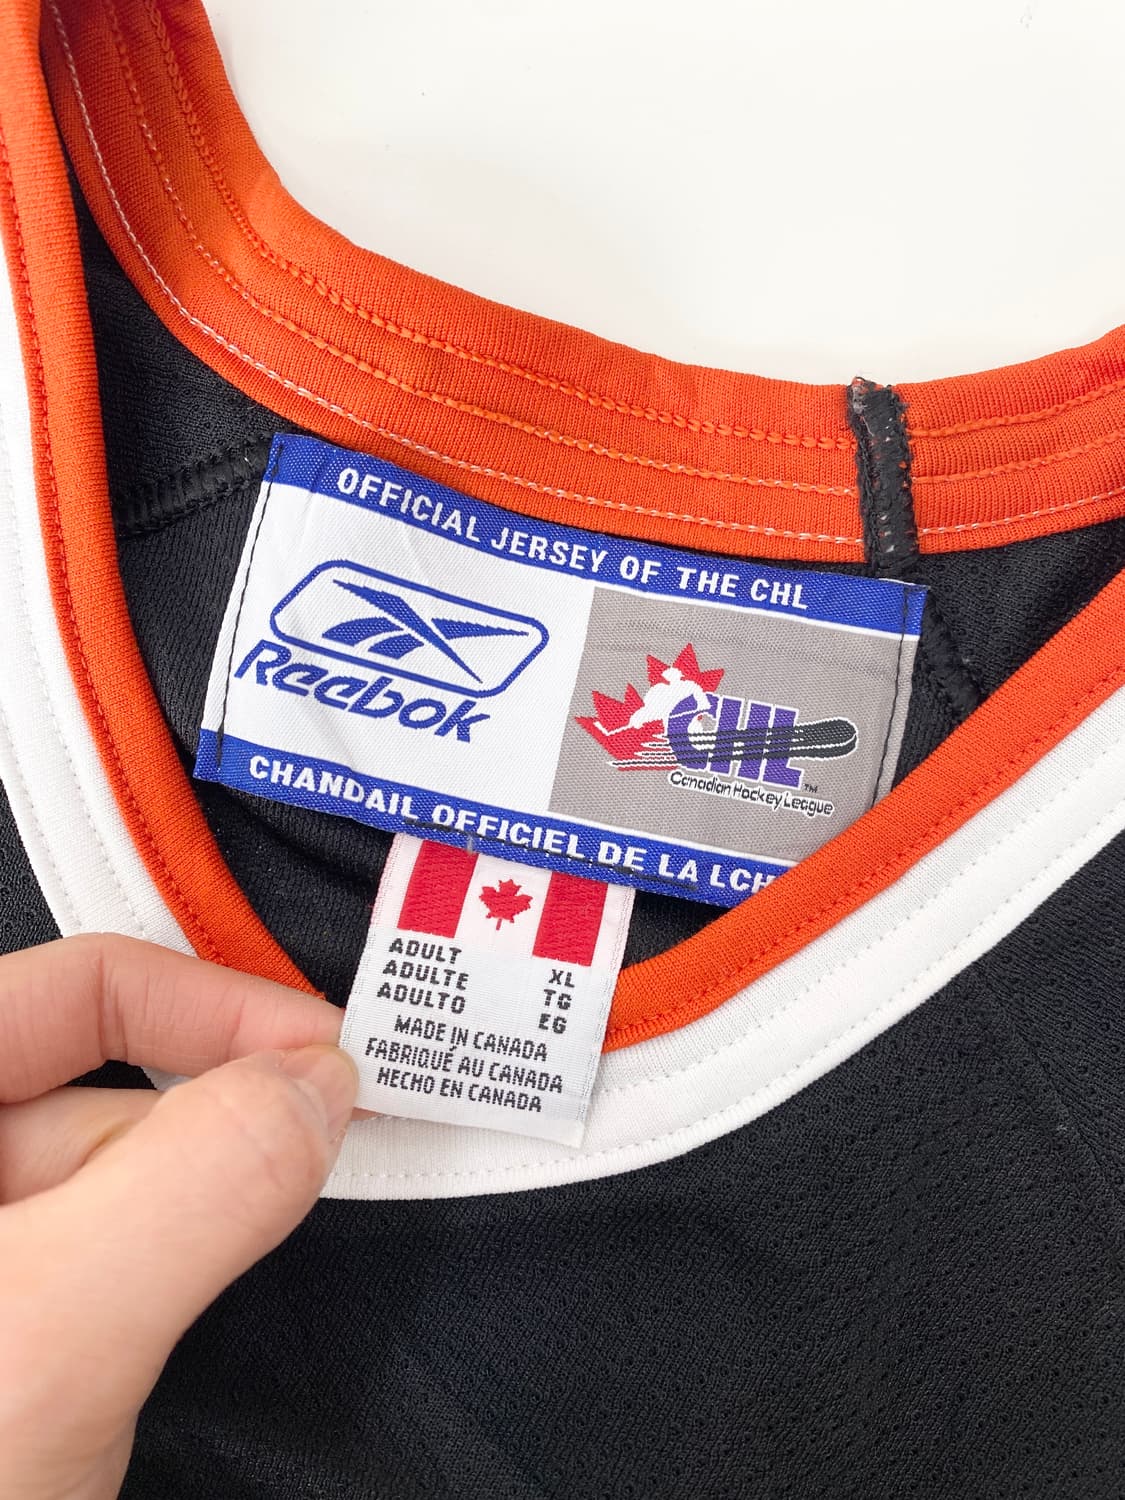 OFFICIAL JERSEY OF THE CHL
Reebok
CHL™
Canadian Hockey League
CHANDAIL OFFICIEL DE LA LCH
ADULT XL
ADULTE TG
ADULTO EG
MADE IN CANADA
FABRIQUÉ AU CANADA
HECHO EN CANADA